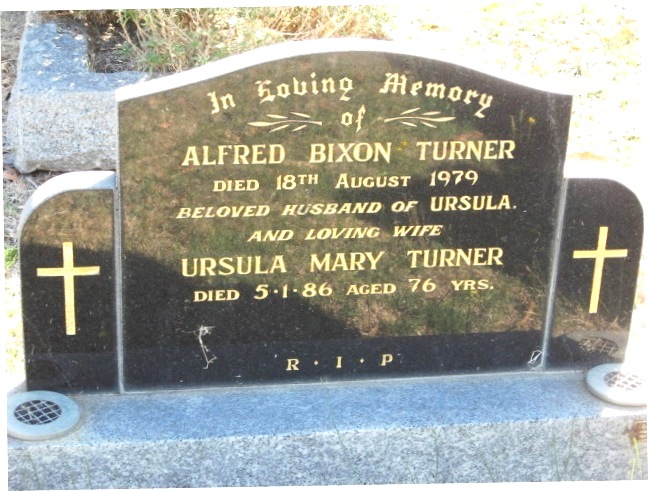 In Loving Memory
of
ALFRED BIXON TURNER
DIED 18TH AUGUST 1979
BELOVED HUSBAND OF URSULA.
AND LOVING WIFE
URSULA MARY TURNER
DIED 5·1·86 AGED 76 YRS.
R · I · P